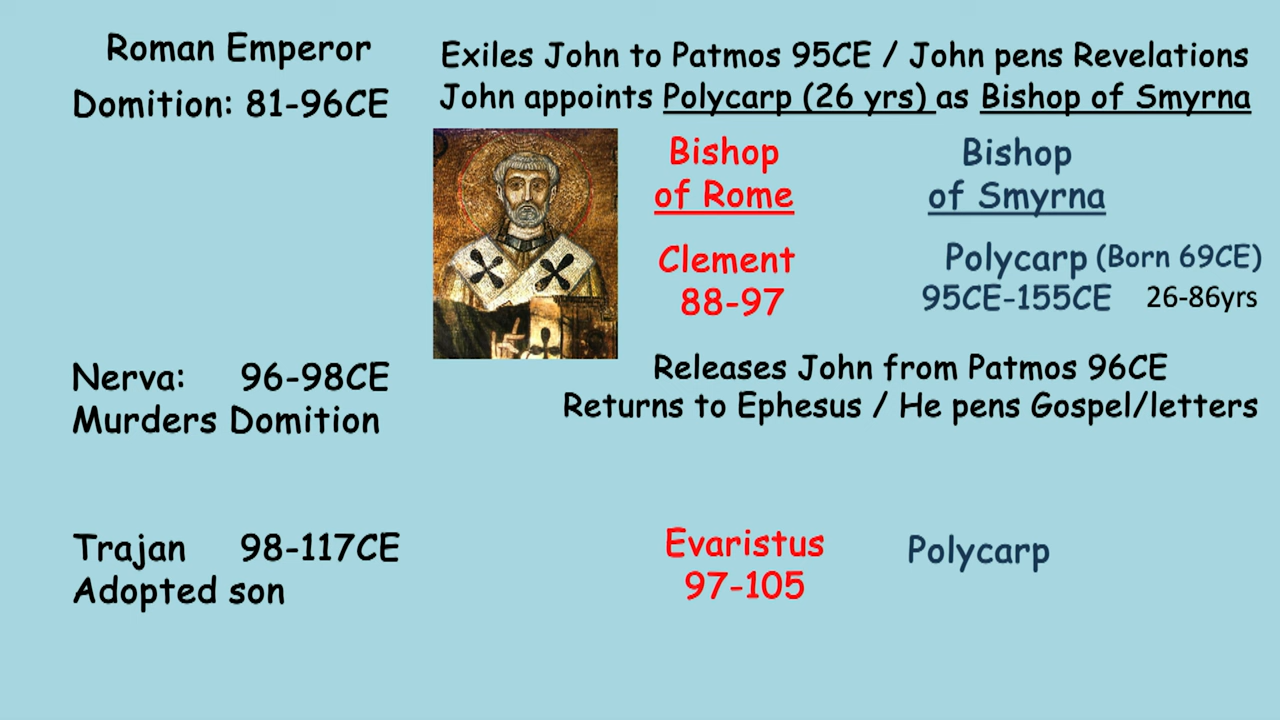 Roman Emperor
Domition: 81-96CE
Exiles John to Patmos 95CE / John pens Revelations
John appoints Polycarp (26 yrs) as Bishop of Smyrna
Bishop
of Rome
Clement
88-97
Bishop
of Smyrna
Polycarp (Born 69CE)
95CE-155CE 26-86yrs
Nerva: 96-98CE
Murders Domition
Releases John from Patmos 96CE
Returns to Ephesus / He pens Gospel/letters
Trajan 98-117CE
Adopted son
Evaristus
97-105
Polycarp